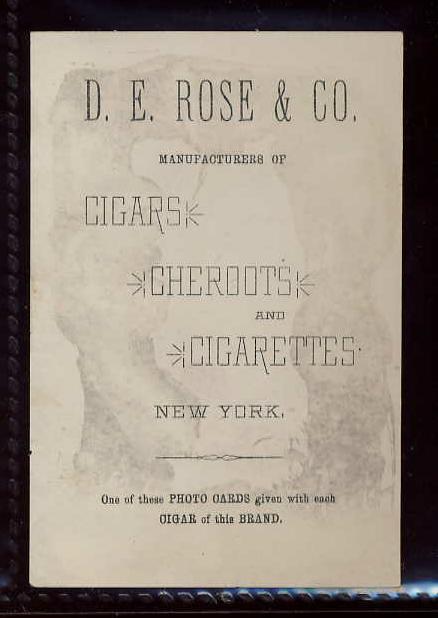 D. E. ROSE & CO.
MANUFACTURERS OF
CIGARS
CHEROOTS
AND
CIGARETTES
NEW YORK.
One of these PHOTO CARDS given with each
CIGAR of this BRAND.